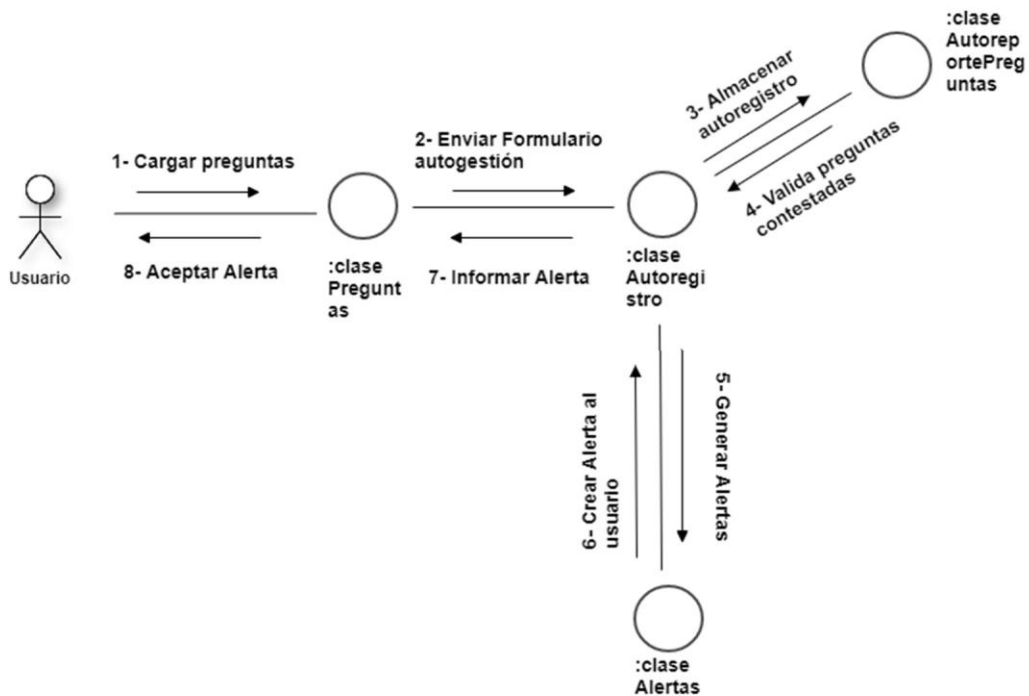 :clase
Autorep
ortePreg
untas
3- Almacenar
autoregistro
4- Valida preguntas
contestadas
1- Cargar preguntas
2- Enviar Formulario
autogestión
Usuario
8- Aceptar Alerta
:clase
Pregunt
as
7- Informar Alerta
:clase
Autoregi
stro
6- Crear Alerta al
usuario
5- Generar Alertas
:clase
Alertas